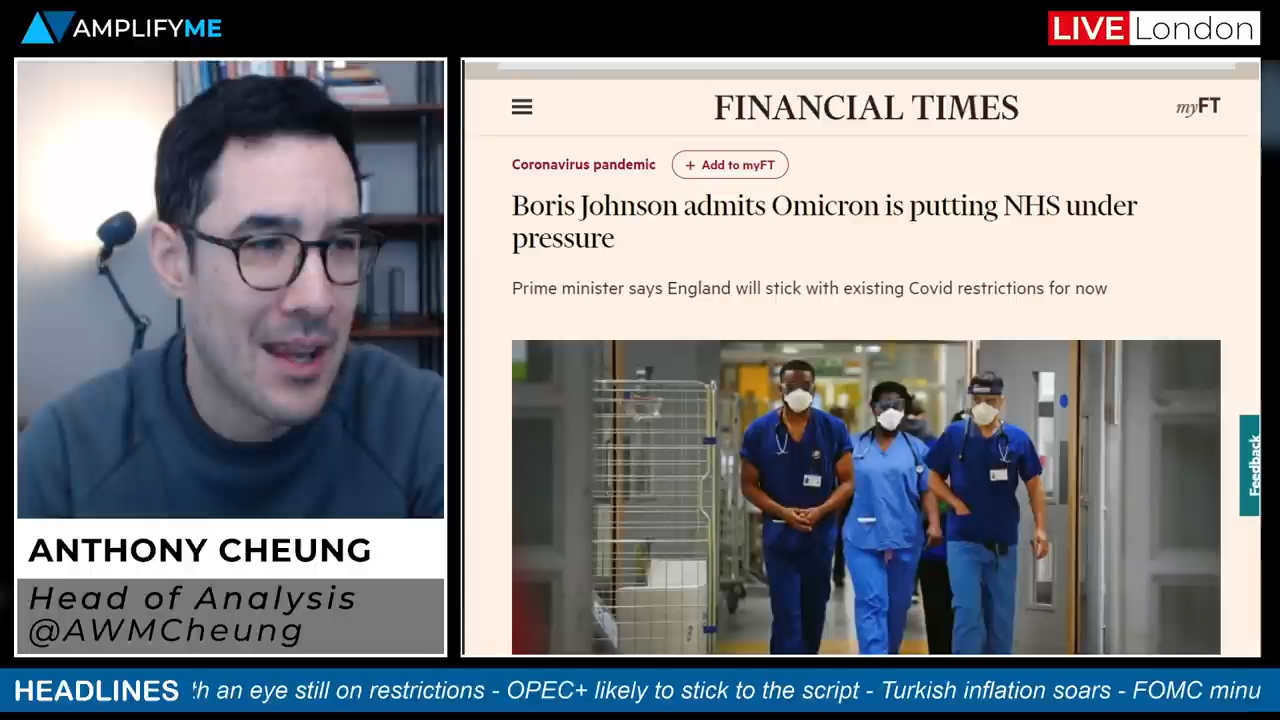 AMPLIFYME
LIVE London
FINANCIAL TIMES
myFT
Coronavirus pandemic
+ Add to myFT
Boris Johnson admits Omicron is putting NHS under
pressure
Prime minister says England will stick with existing Covid restrictions for now
Feedback
ANTHONY CHEUNG
Head of Analysis
@AWMCheung
HEADLINES an eye still on restrictions - OPEC+ likely to stick to the script - Turkish inflation soars - FOMC minu